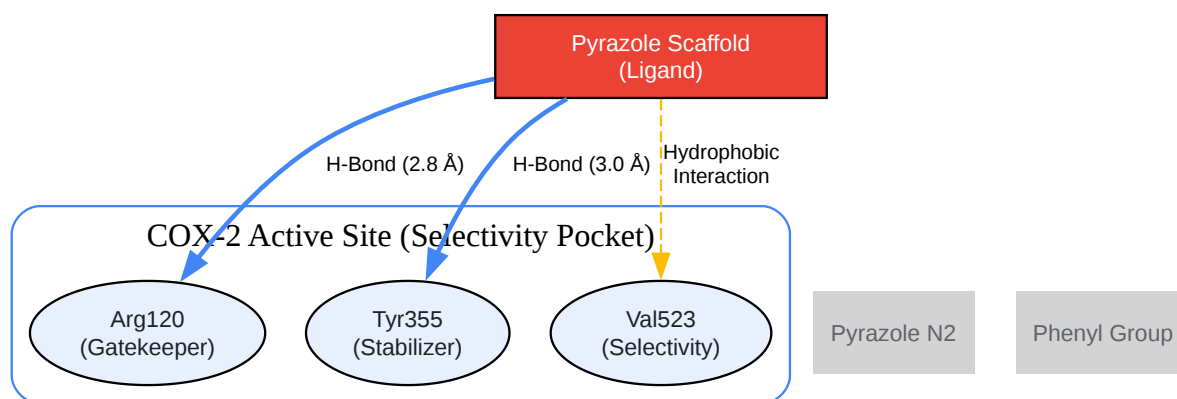 Pyrazole Scaffold
(Ligand)
H-Bond (2.8 Å)
H-Bond (3.0 Å)
Hydrophobic
Interaction
COX-2 Active Site (Selectivity Pocket)
Arg120
(Gatekeeper)
Tyr355
(Stabilizer)
Val523
(Selectivity)
Pyrazole N2
Phenyl Group